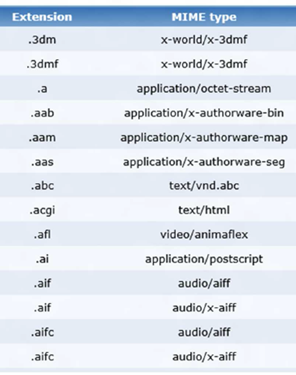 Extension MIME type
.3dm x-world/x-3dmf
.3dmf x-world/x-3dmf
.a application/octet-stream
.aab application/x-authorware-bin
.aam application/x-authorware-map
.aas application/x-authorware-seg
.abc text/vnd.abc
.acgi text/html
.afl video/animaflex
.ai application/postscript
.aif audio/aiff
.aif audio/x-aiff
.aifc audio/aiff
.aifc audio/x-aiff